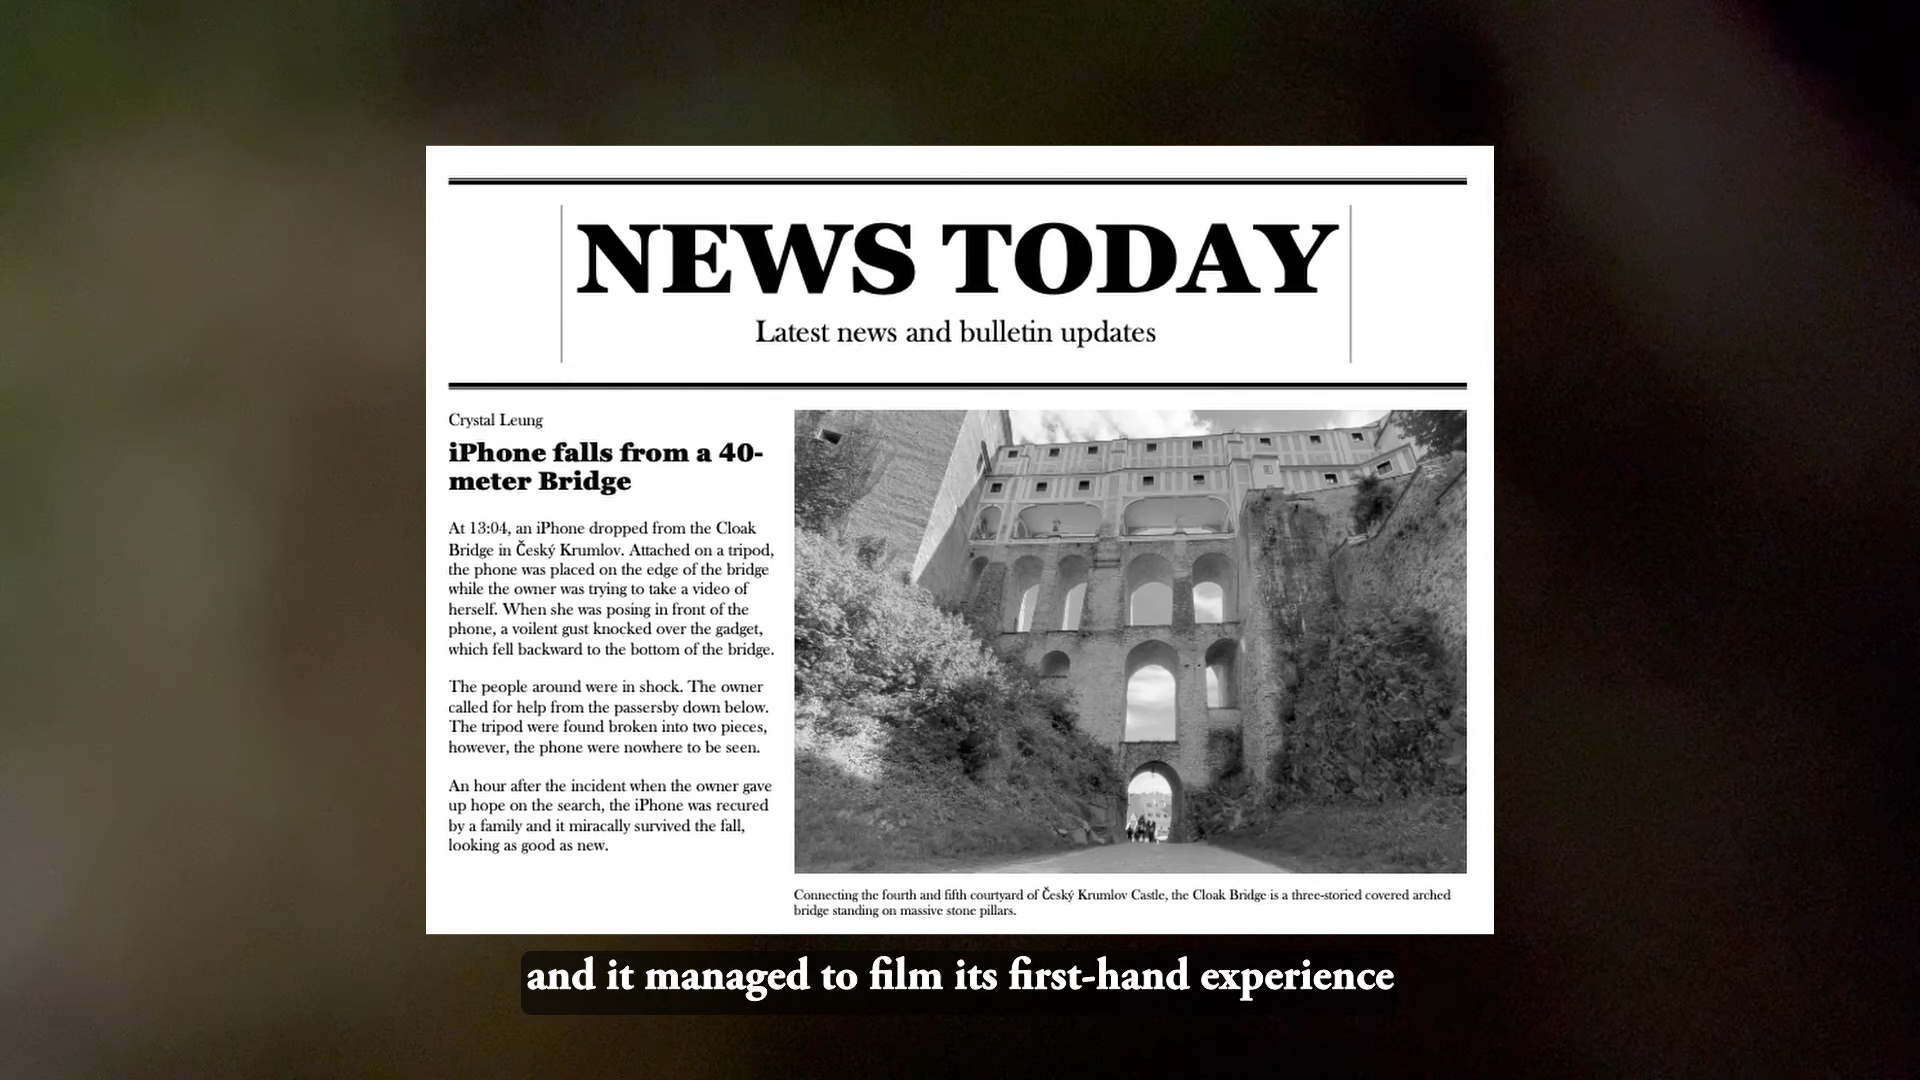 NEWS TODAY
Latest news and bulletin updates
Crystal Leung
iPhone falls from a 40-
meter Bridge
At 13:04, an iPhone dropped from the Cloak
Bridge in Český Krumlov. Attached on a tripod,
the phone was placed on the edge of the bridge
while the owner was trying to take a video of
herself. When she was posing in front of the
phone, a voilent gust knocked over the gadget,
which fell backward to the bottom of the bridge.
The people around were in shock. The owner
called for help from the passersby down below.
The tripod were found broken into two pieces,
however, the phone were nowhere to be seen.
An hour after the incident when the owner gave
up hope on the search, the iPhone was recured
by a family and it miracally survived the fall,
looking as good as new.
Connecting the fourth and fifth courtyard of Český Krumlov Castle, the Cloak Bridge is a three-storied covered arched
bridge standing on massive stone pillars.
and it managed to film its first-hand experience